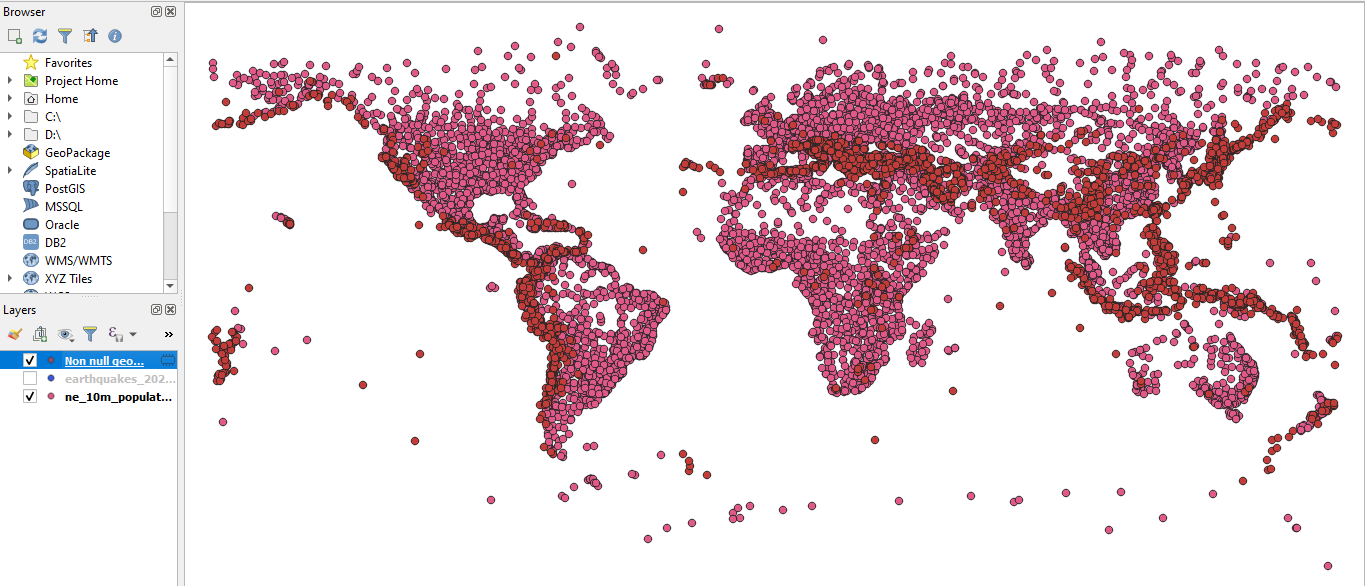 Browser
Favorites
Project Home
Home
C:\
D:\
GeoPackage
SpatiaLite
PostGIS
MSSQL
Oracle
DB2
DB2
WMS/WMTS
XYZ Tiles
Layers
»
Non null geo...
earthquakes_202...
ne_10m_populat...